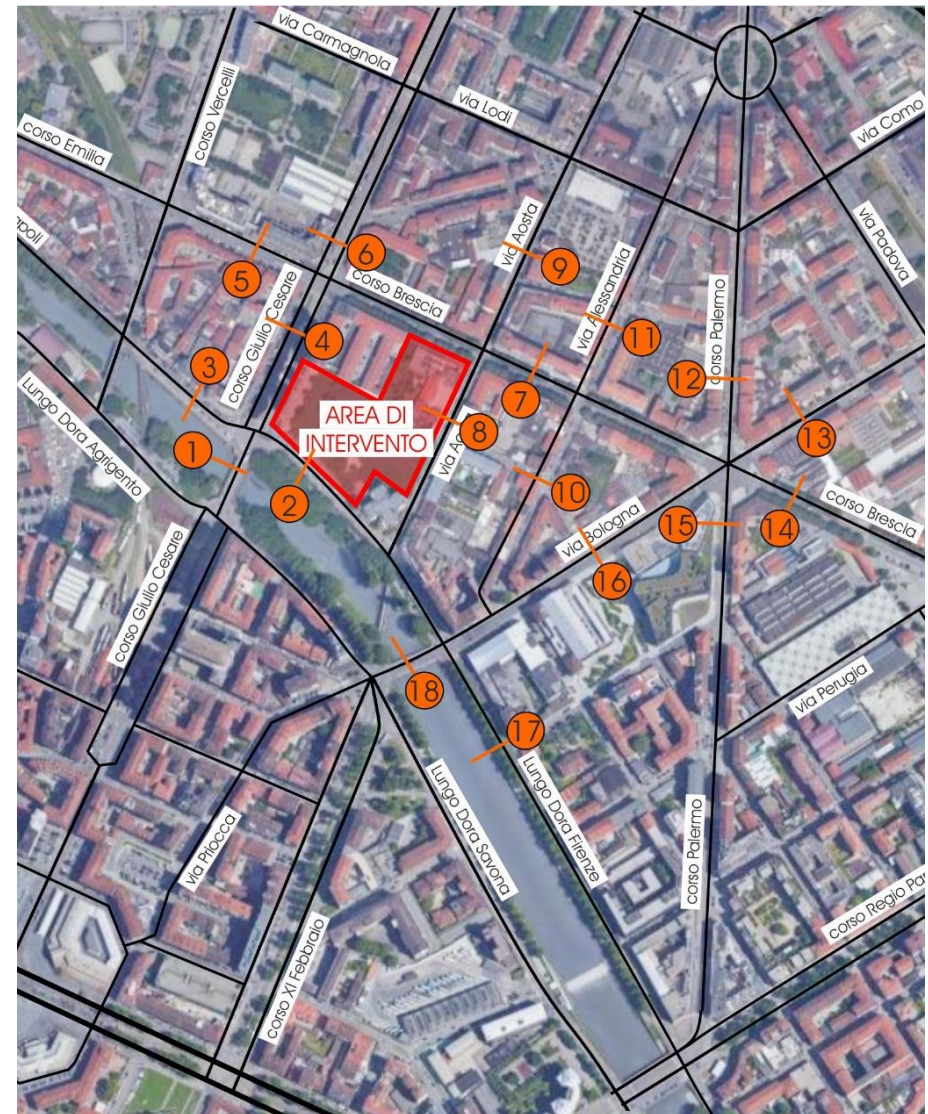 via Carmagnola
corso Vercelli
via Lodi
via Como
corso Emilia
via Aosta
via Padova
apoli
6
9
5
via Alessandria
corso Giulio Cesare
4
corso Brescia
11
corso Palermo
3
12
7
Lungo Dora Agrigento
AREA DI
INTERVENTO
8
13
1
via Ao
2
10
corso Brescia
14
15
via Bologna
16
corso Giulio Cesare
via Perugia
18
17
Lungo Dora Savona
Lungo Dora Firenze
via Priocca
corso Palermo
corso Regio Par
corso XI Febbraio